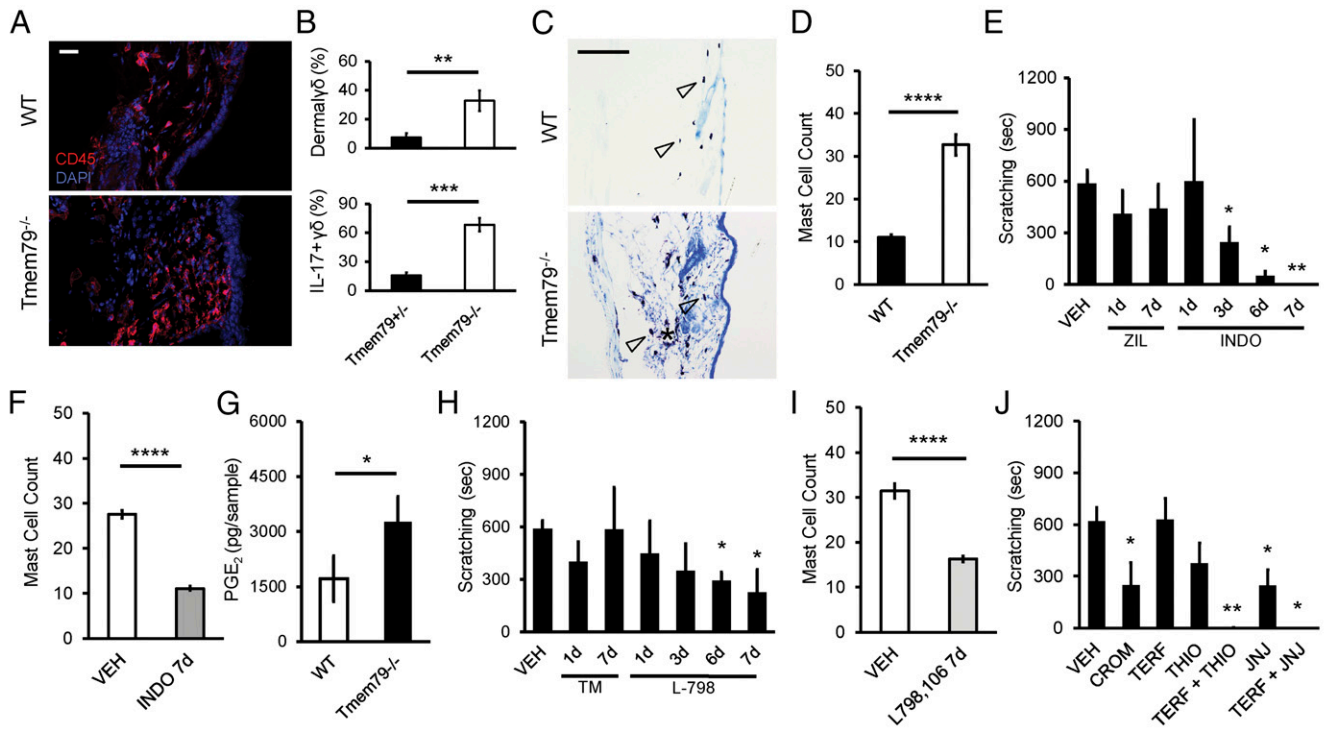 A
WT
CD45
DAPI
Tmem79-/-
B
Dermalγδ (%)
60
40
20
0
**
IL-17+ γδ (%)
90
60
30
0
***
Tmem79+/-
Tmem79-/-
C
WT
Tmem79-/-
*
D
Mast Cell Count
50
40
30
20
10
0
****
WT
Tmem79-/-
E
Scratching (sec)
1200
900
600
300
0
* * **
VEH 1d 7d 1d 3d 6d 7d
ZIL INDO
F
Mast Cell Count
50
40
30
20
10
0
****
VEH
INDO 7d
G
PGE2 (pg/sample)
6000
4500
3000
1500
0
*
WT
Tmem79-/-
H
Scratching (sec)
1200
900
600
300
0
* *
VEH 1d 7d 1d 3d 6d 7d
TM L-798
I
Mast Cell Count
50
40
30
20
10
0
****
VEH
L798,106 7d
J
Scratching (sec)
1200
900
600
300
0
* ** * *
VEH
CROM
TERF
THIO
TERF + THIO
JNJ
TERF + JNJ